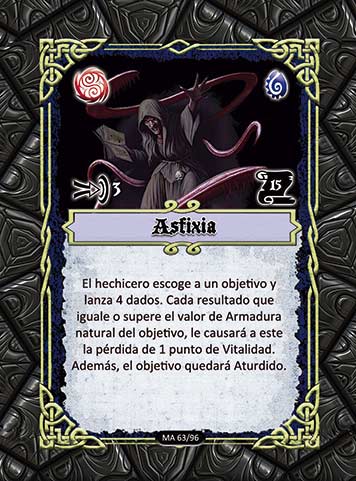 3
15
Asfixia
El hechicero escoge a un objetivo y
lanza 4 dados. Cada resultado que
iguale o supere el valor de Armadura
natural del objetivo, le causará a este
la pérdida de 1 punto de Vitalidad.
Además, el objetivo quedará Aturdido.
MA 63/96